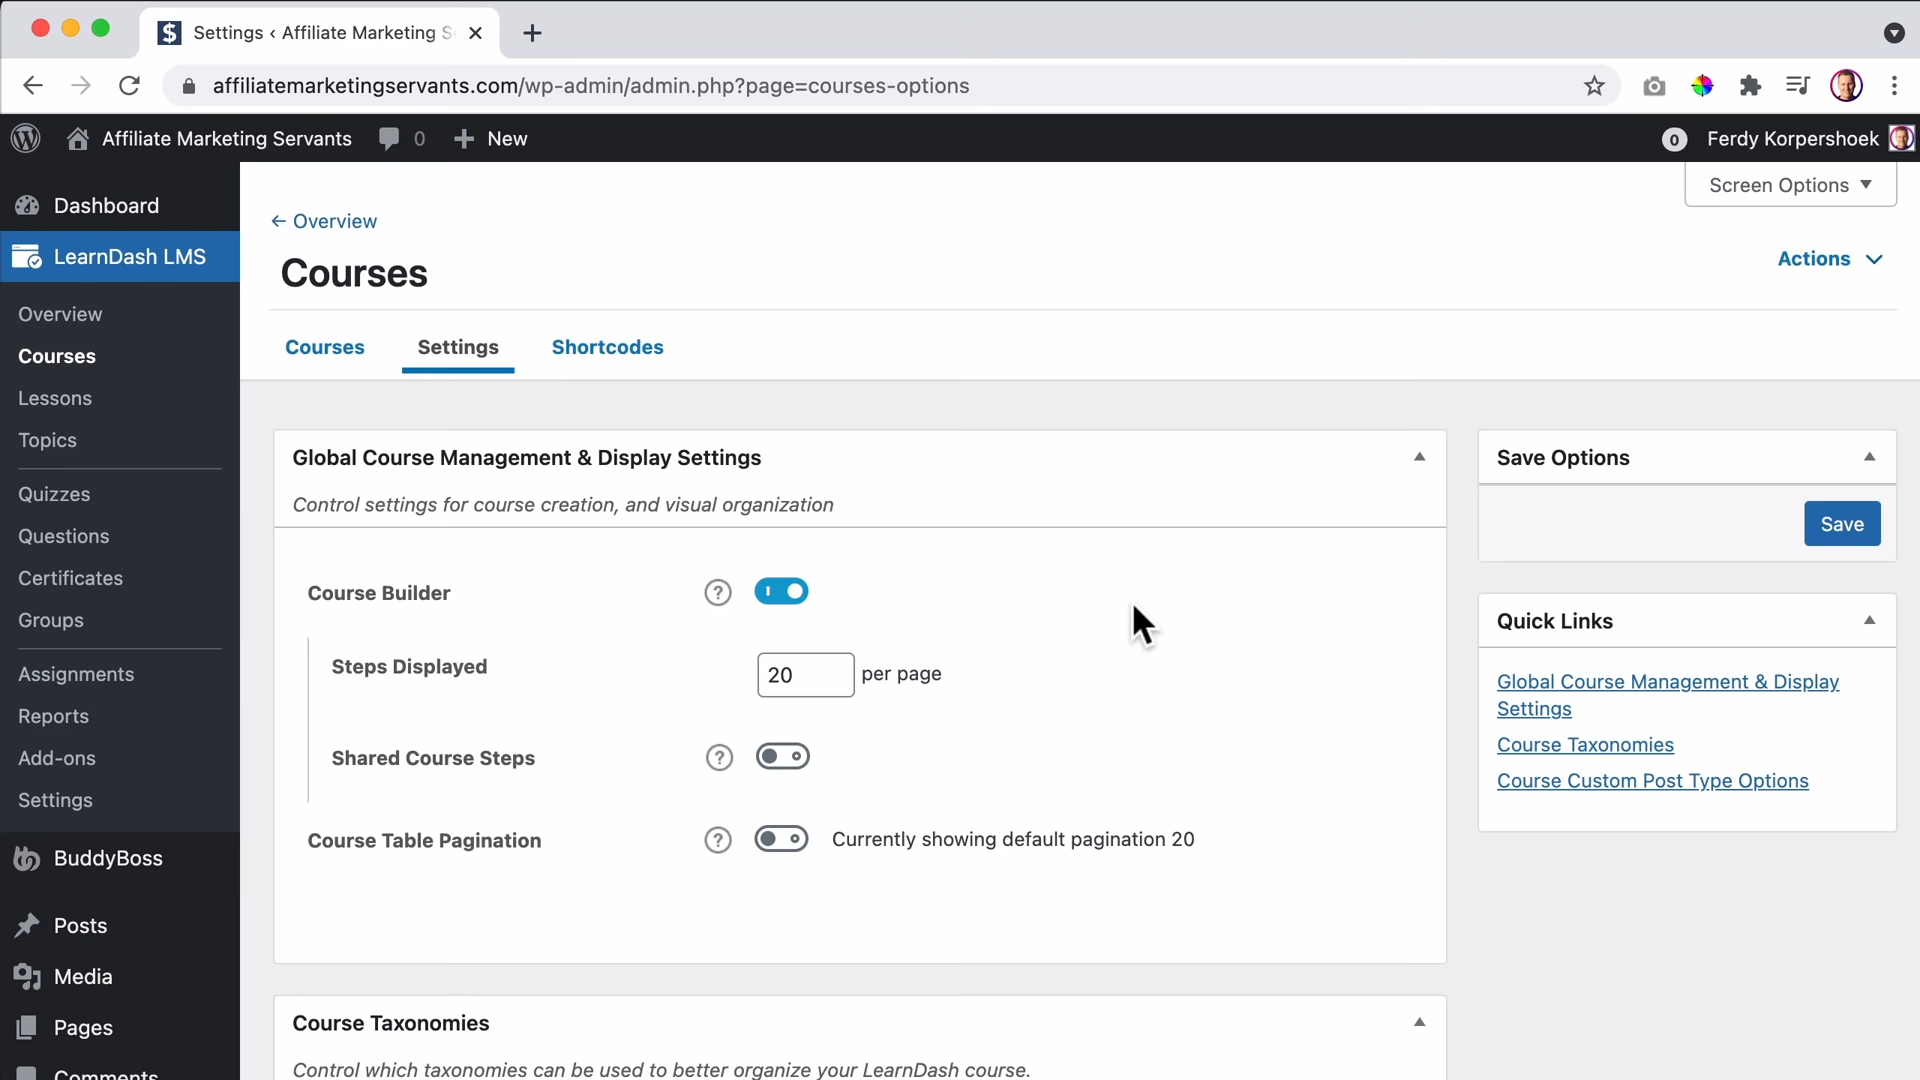 Settings ‹ Affiliate Marketing S
affiliatemarketingservants.com/wp-admin/admin.php?page=courses-options
Affiliate Marketing Servants
0
New
0
Ferdy Korpershoek
Screen Options
Dashboard
LearnDash LMS
Overview
Courses
Lessons
Topics
Quizzes
Questions
Certificates
Groups
Assignments
Reports
Add-ons
Settings
BuddyBoss
Posts
Media
Pages
Comments
← Overview
Courses
Actions
Courses
Settings
Shortcodes
Global Course Management & Display Settings
Control settings for course creation, and visual organization
Course Builder
?
Steps Displayed
20
per page
Shared Course Steps
?
Course Table Pagination
?
Currently showing default pagination 20
Course Taxonomies
Control which taxonomies can be used to better organize your LearnDash course.
Save Options
Save
Quick Links
Global Course Management & Display
Settings
Course Taxonomies
Course Custom Post Type Options